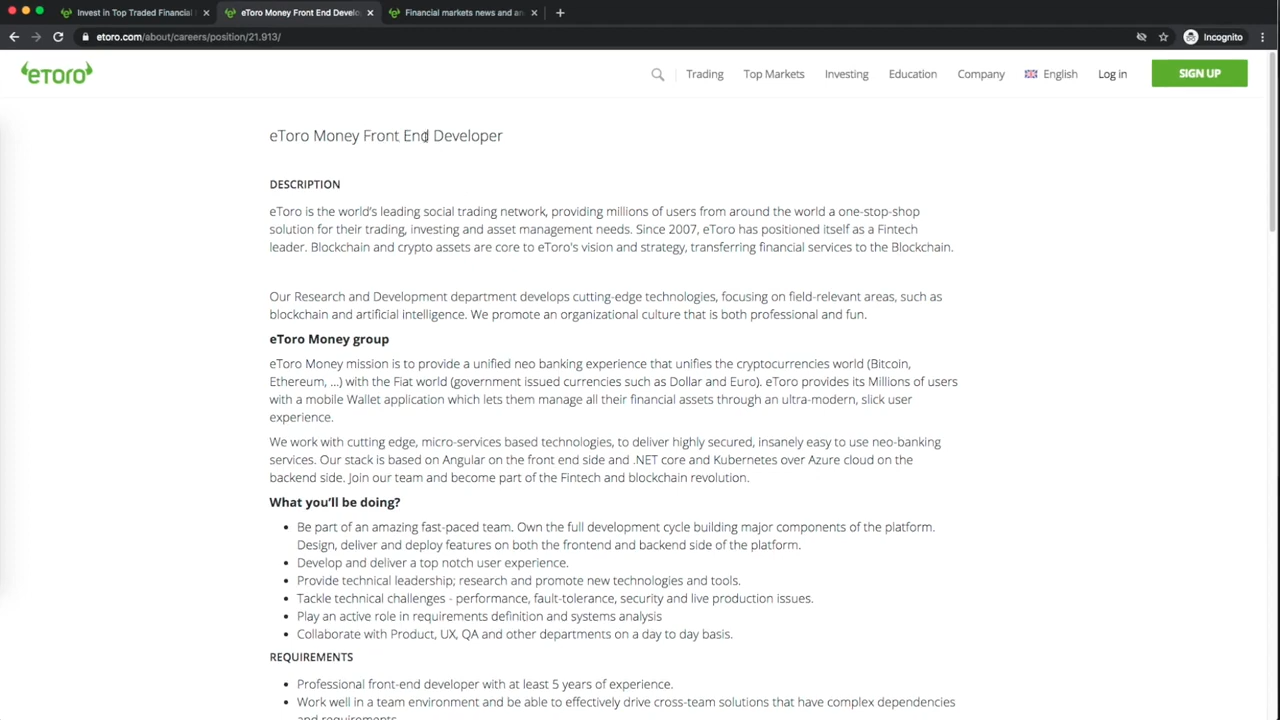 Invest in Top Traded Financial
eToro Money Front End Develo
Financial markets news and an
etoro.com/about/careers/position/21.913/
Incognito
eToro
Trading
Top Markets
Investing
Education
Company
English
Log in
SIGN UP
eToro Money Front End Developer
DESCRIPTION
eToro is the world's leading social trading network, providing millions of users from around the world a one-stop-shop
solution for their trading, investing and asset management needs. Since 2007, eToro has positioned itself as a Fintech
leader. Blockchain and crypto assets are core to eToro's vision and strategy, transferring financial services to the Blockchain.
Our Research and Development department develops cutting-edge technologies, focusing on field-relevant areas, such as
blockchain and artificial intelligence. We promote an organizational culture that is both professional and fun.
eToro Money group
eToro Money mission is to provide a unified neo banking experience that unifies the cryptocurrencies world (Bitcoin,
Ethereum, ...) with the Fiat world (government issued currencies such as Dollar and Euro). eToro provides its Millions of users
with a mobile Wallet application which lets them manage all their financial assets through an ultra-modern, slick user
experience.
We work with cutting edge, micro-services based technologies, to deliver highly secured, insanely easy to use neo-banking
services. Our stack is based on Angular on the front end side and .NET core and Kubernetes over Azure cloud on the
backend side. Join our team and become part of the Fintech and blockchain revolution.
What you'll be doing?
• Be part of an amazing fast-paced team. Own the full development cycle building major components of the platform.
Design, deliver and deploy features on both the frontend and backend side of the platform.
• Develop and deliver a top notch user experience.
• Provide technical leadership; research and promote new technologies and tools.
• Tackle technical challenges - performance, fault-tolerance, security and live production issues.
• Play an active role in requirements definition and systems analysis
• Collaborate with Product, UX, QA and other departments on a day to day basis.
REQUIREMENTS
• Professional front-end developer with at least 5 years of experience.
• Work well in a team environment and be able to effectively drive cross-team solutions that have complex dependencies
and requirements.